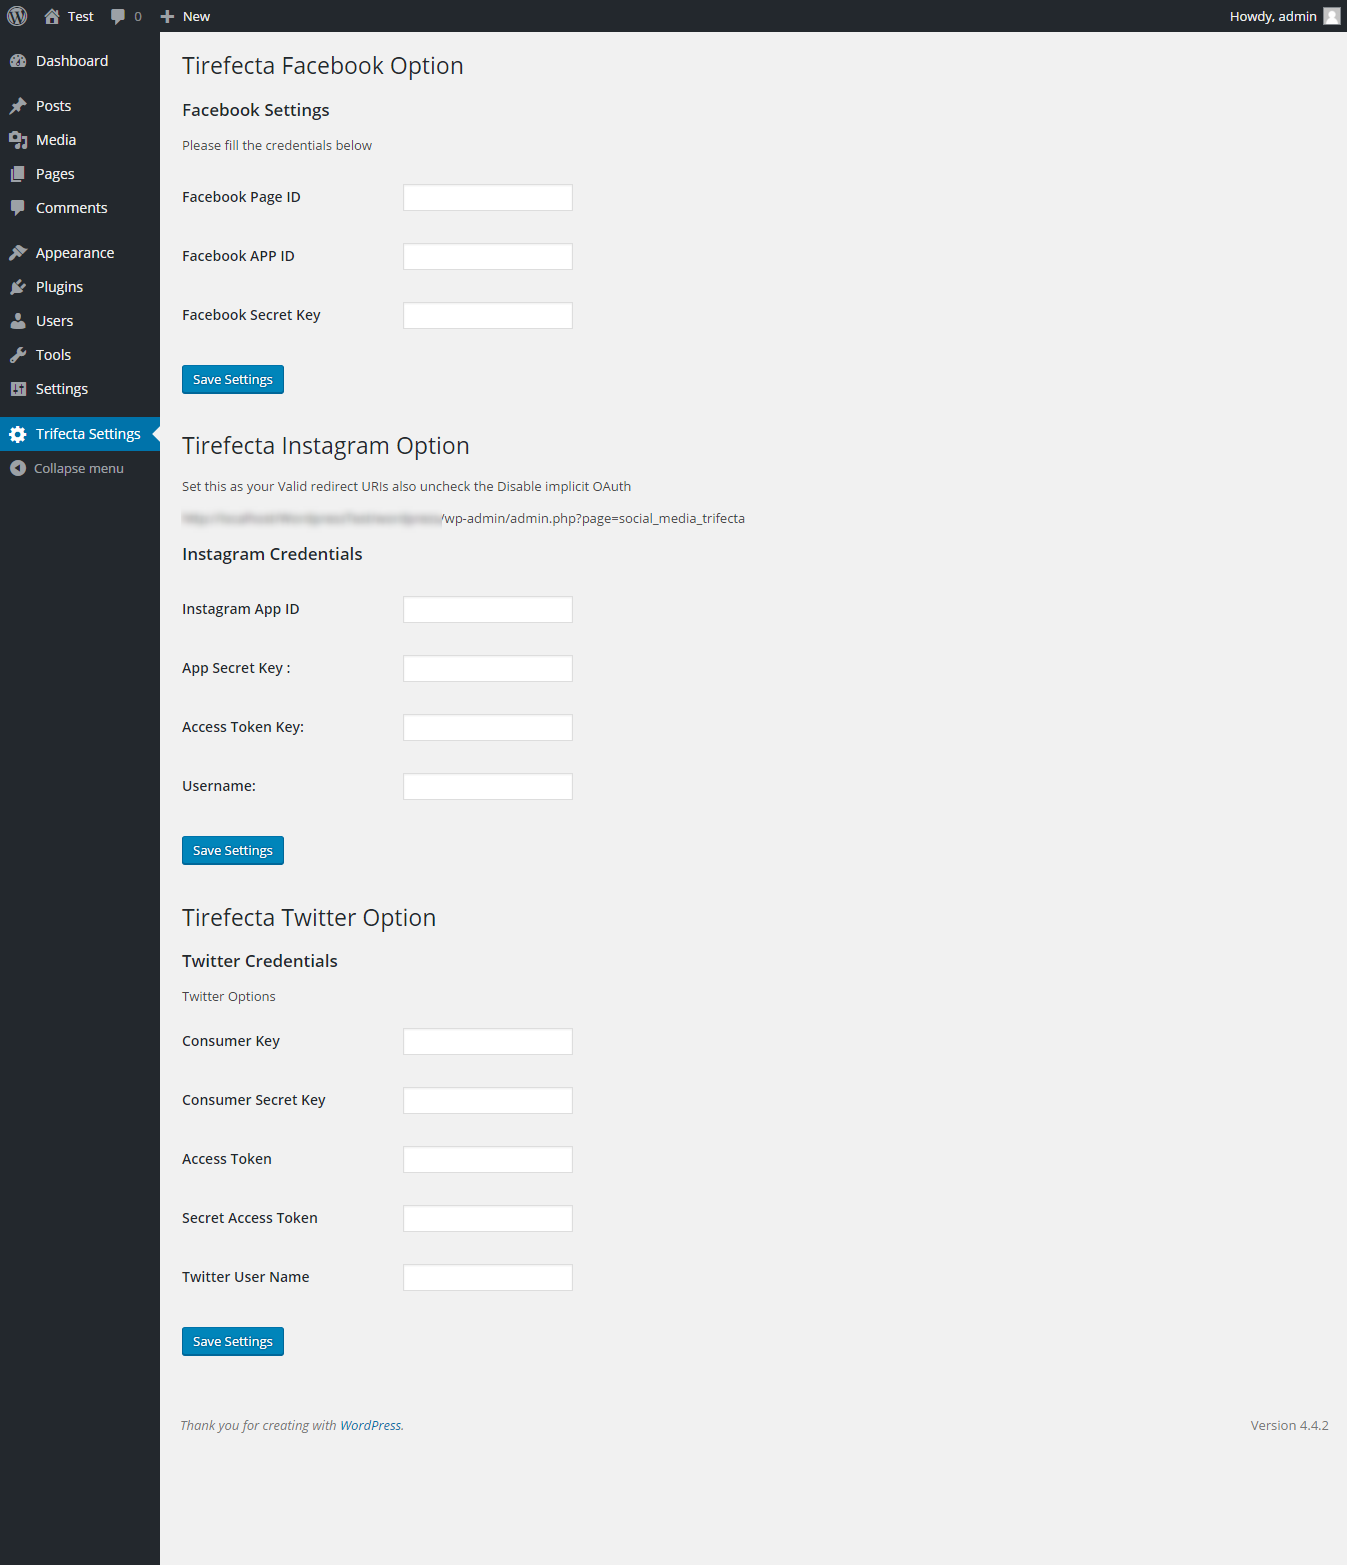 Test 0 New Howdy, admin
Dashboard
Posts
Media
Pages
Comments
Appearance
Plugins
Users
Tools
Settings
Trifecta Settings
Collapse menu
Tirefecta Facebook Option
Facebook Settings
Please fill the credentials below
Facebook Page ID
Facebook APP ID
Facebook Secret Key
Save Settings
Tirefecta Instagram Option
Set this as your Valid redirect URIs also uncheck the Disable implicit OAuth
/wp-admin/admin.php?page=social_media_trifecta
Instagram Credentials
Instagram App ID
App Secret Key :
Access Token Key:
Username:
Save Settings
Tirefecta Twitter Option
Twitter Credentials
Twitter Options
Consumer Key
Consumer Secret Key
Access Token
Secret Access Token
Twitter User Name
Save Settings
Thank you for creating with WordPress. Version 4.4.2